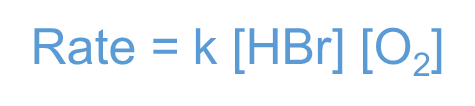 Rate = k [HBr] [O₂]